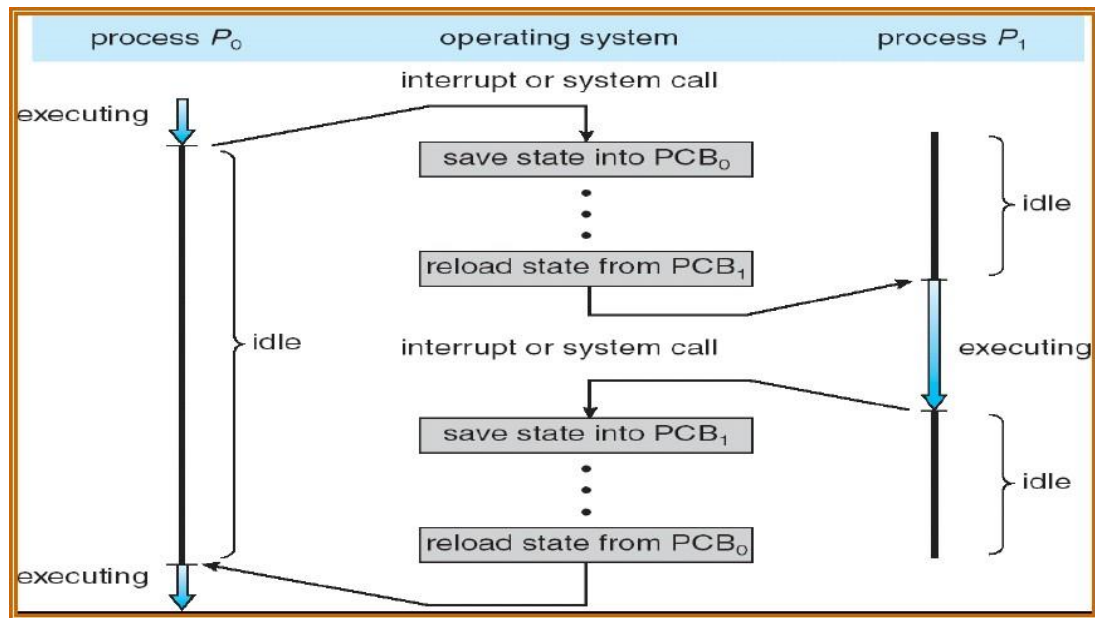 process P₀ operating system process P₁
interrupt or system call
executing
save state into PCB₀
idle
reload state from PCB₁
idle
interrupt or system call
executing
save state into PCB₁
idle
reload state from PCB₀
executing